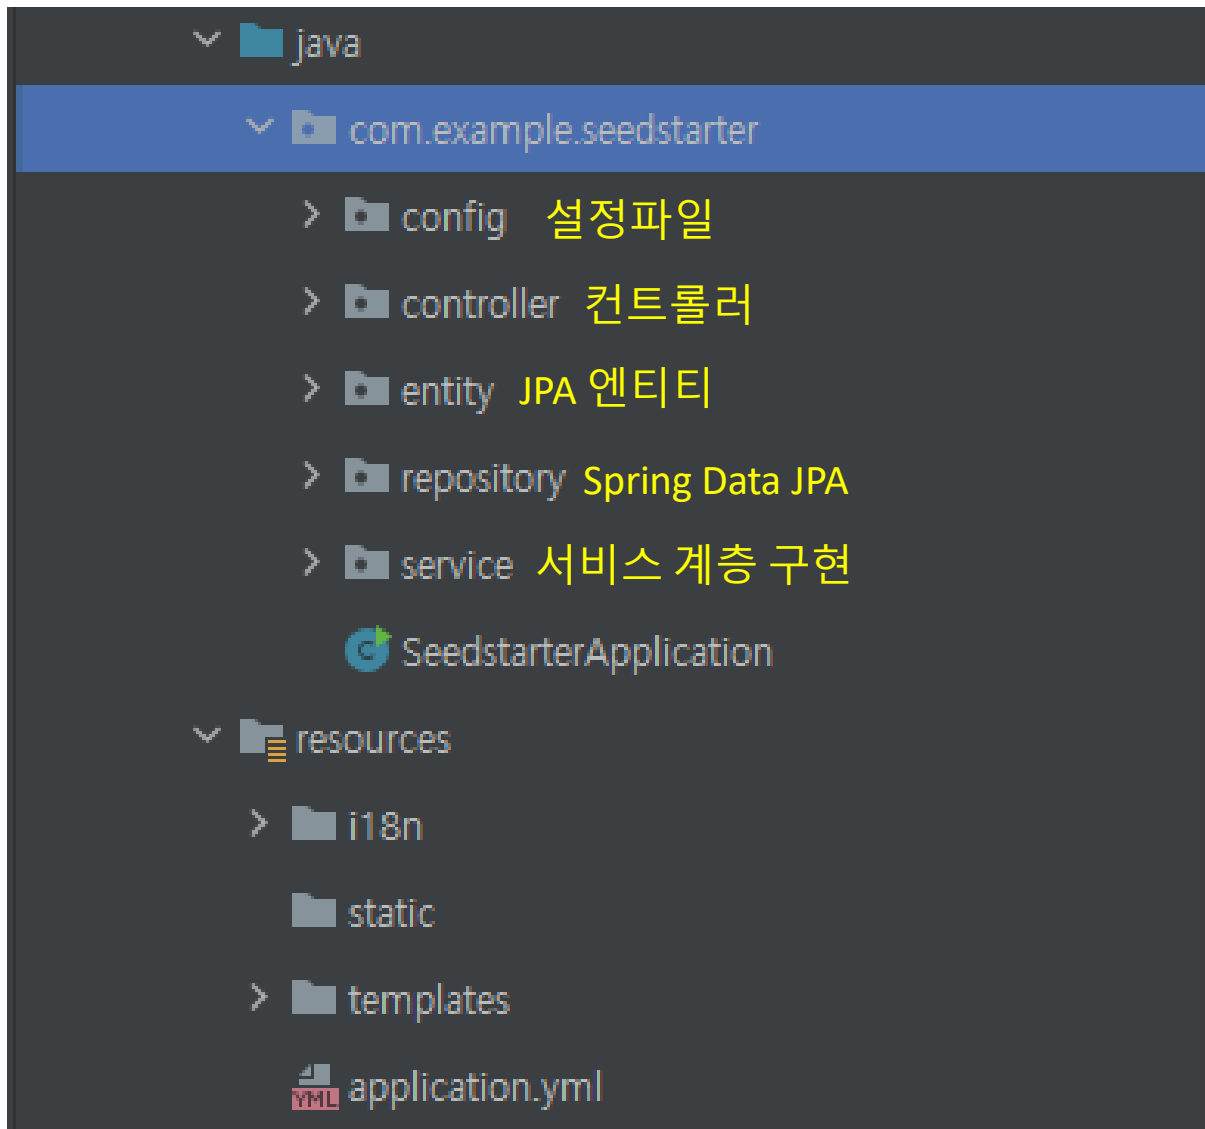 java
com.example.seedstarter
config 설정파일
controller 컨트롤러
entity JPA 엔티티
repository Spring Data JPA
service 서비스 계층 구현
C SeedstarterApplication
resources
i18n
static
templates
YML application.yml